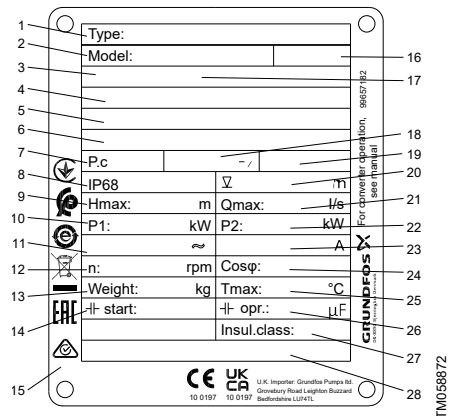 1 Type:
2 Model: 16
3 17
4
5
6
7 P.c 18 19
8 IP68 m 20
9 Hmax: m Qmax: l/s 21
10 P1: kW P2: kW 22
11 ≈ A 23
12 n: rpm Cosφ: 24
13 Weight: kg Tmax: °C 25
14 ⊣⊢ start: ⊣⊢ opr.: μF 26
Insul.class: 27
15 28
For converter operation,
see manual
99657182
GRUNDFOS
EAC
CE UK CA
10 0197 10 0197
U.K. Importer: Grundfos Pumps ltd.
Grovebury Road Leighton Buzzard
Bedfordshire LU74TL
TM058872